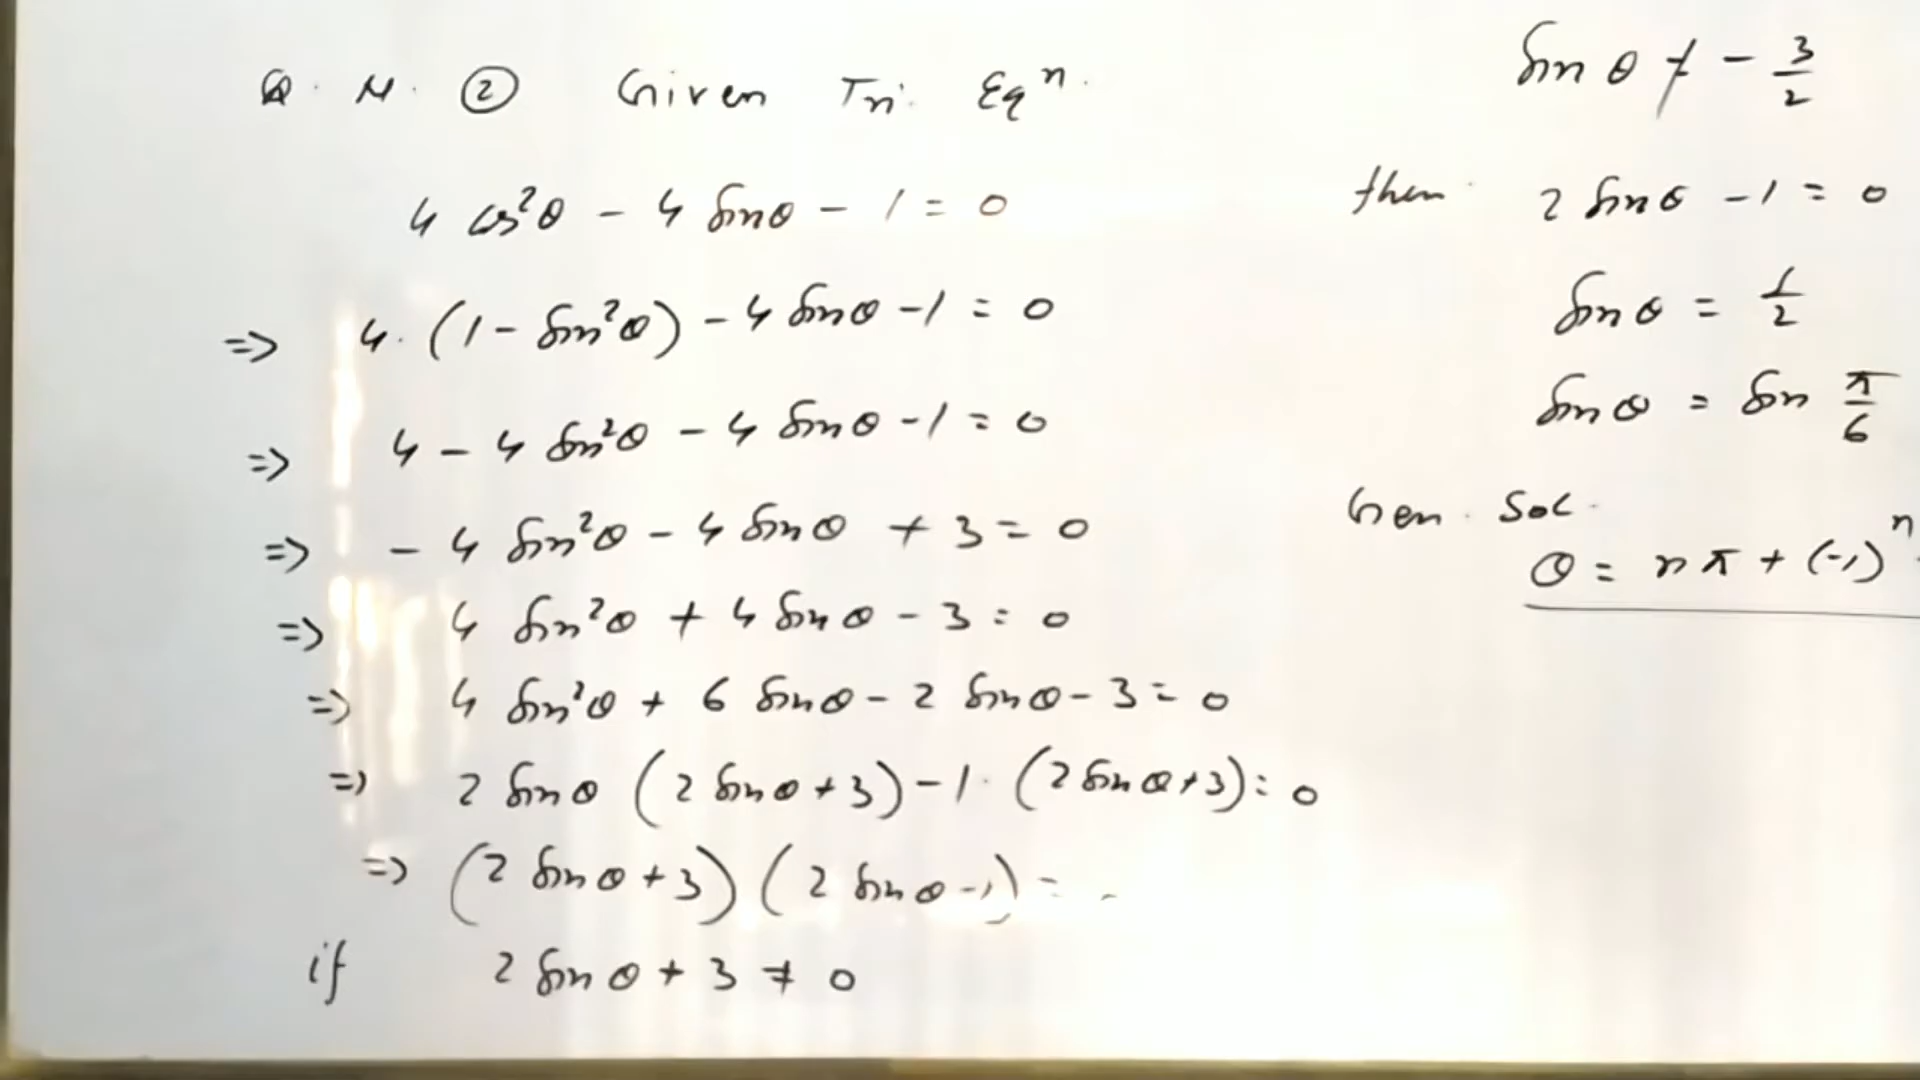 Q. N. ② Given Tri. Eqⁿ.
4 cos²θ - 4 sinθ - 1 = 0
=> 4. (1 - sin²θ) - 4 sinθ - 1 = 0
=> 4 - 4 sin²θ - 4 sinθ - 1 = 0
=> - 4 sin²θ - 4 sinθ + 3 = 0
=> 4 sin²θ + 4 sinθ - 3 = 0
=> 4 sin²θ + 6 sinθ - 2 sinθ - 3 = 0
=> 2 sinθ (2 sinθ + 3) - 1. (2 sinθ + 3) = 0
=> (2 sinθ + 3) (2 sinθ - 1) =
if 2 sinθ + 3 ≠ 0
sinθ ≠ - 3/2
then 2 sinθ - 1 = 0
sinθ = 1/2
sinθ = sin π/6
Gen. Sol.
θ = nπ + (-1)ⁿ